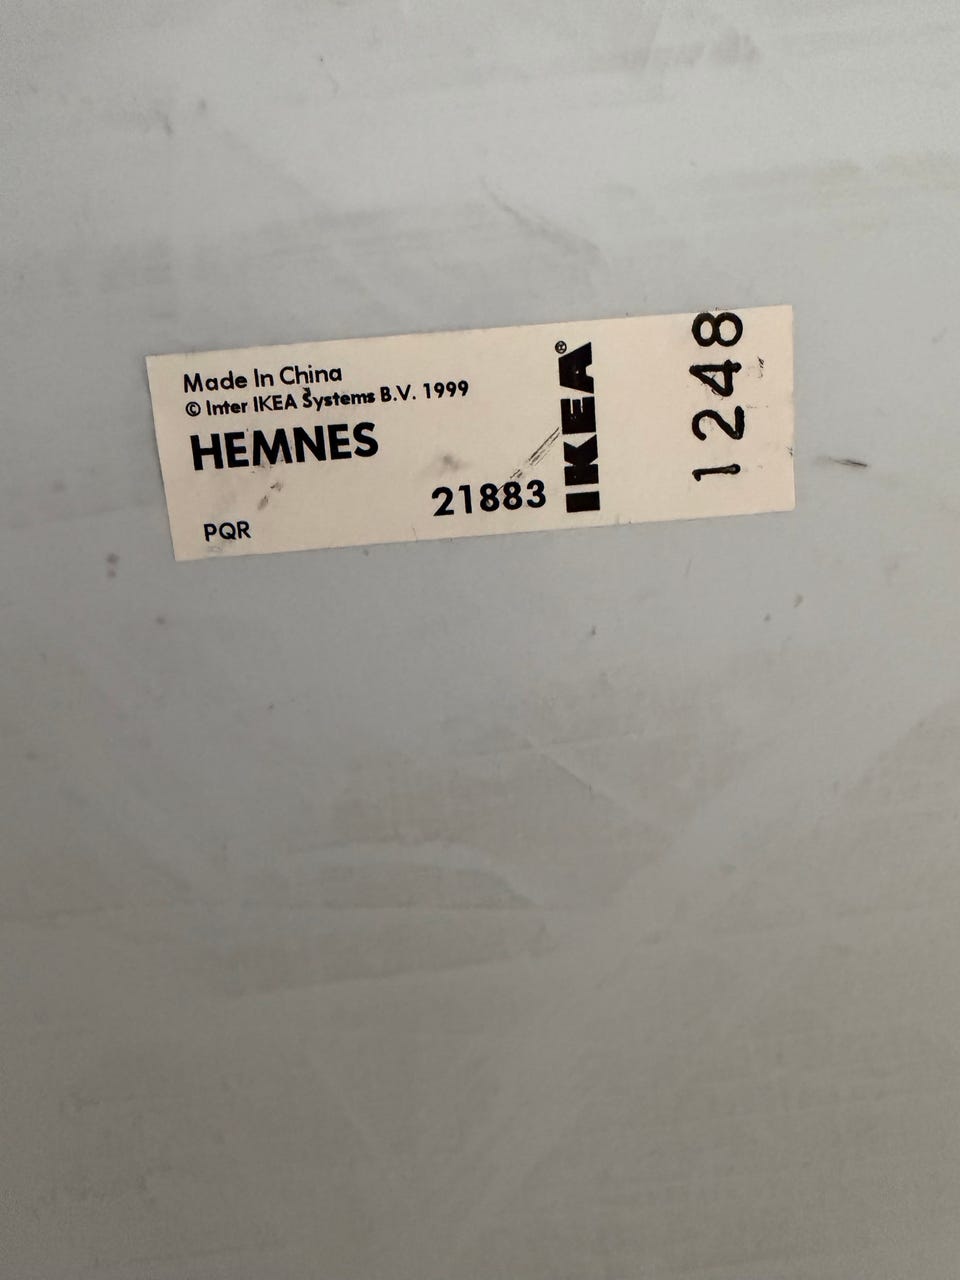 Made In China
© Inter IKEA Systems B.V. 1999
HEMNES
21883
PQR
IKEA®
1248